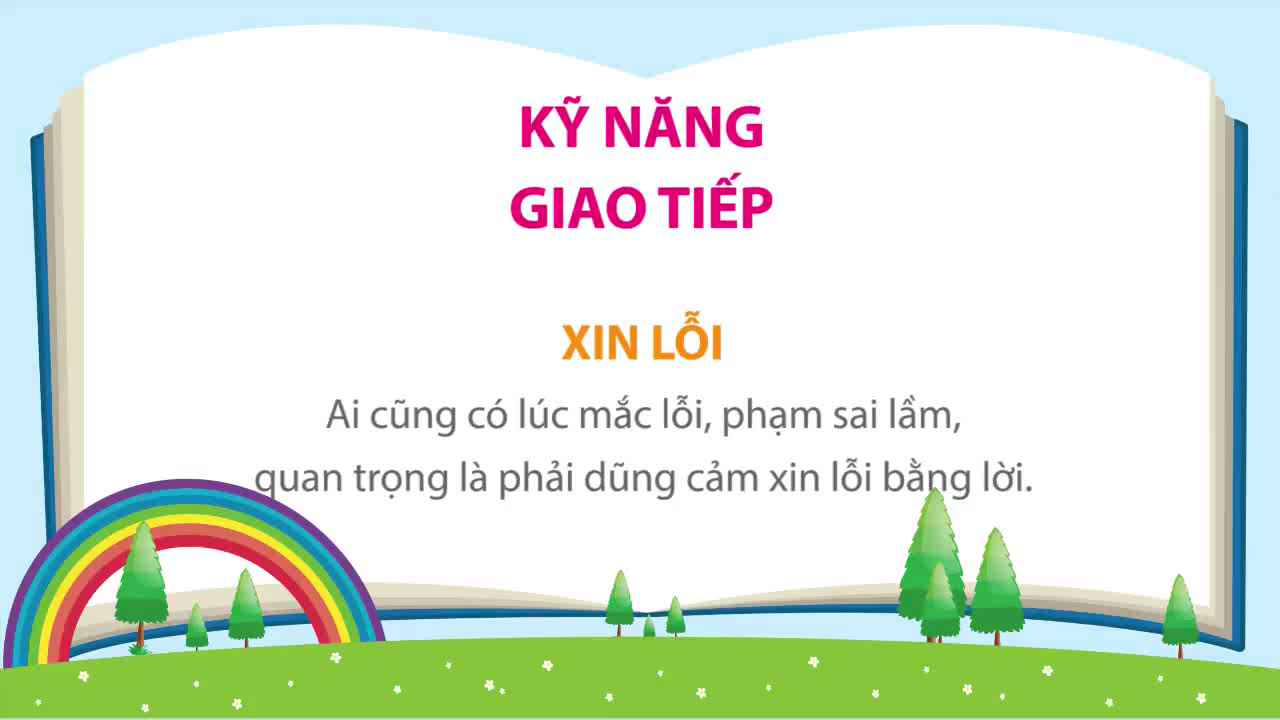 KỸ NĂNG
GIAO TIẾP
XIN LỖI
Ai cũng có lúc mắc lỗi, phạm sai lầm,
quan trọng là phải dũng cảm xin lỗi bằng lời.